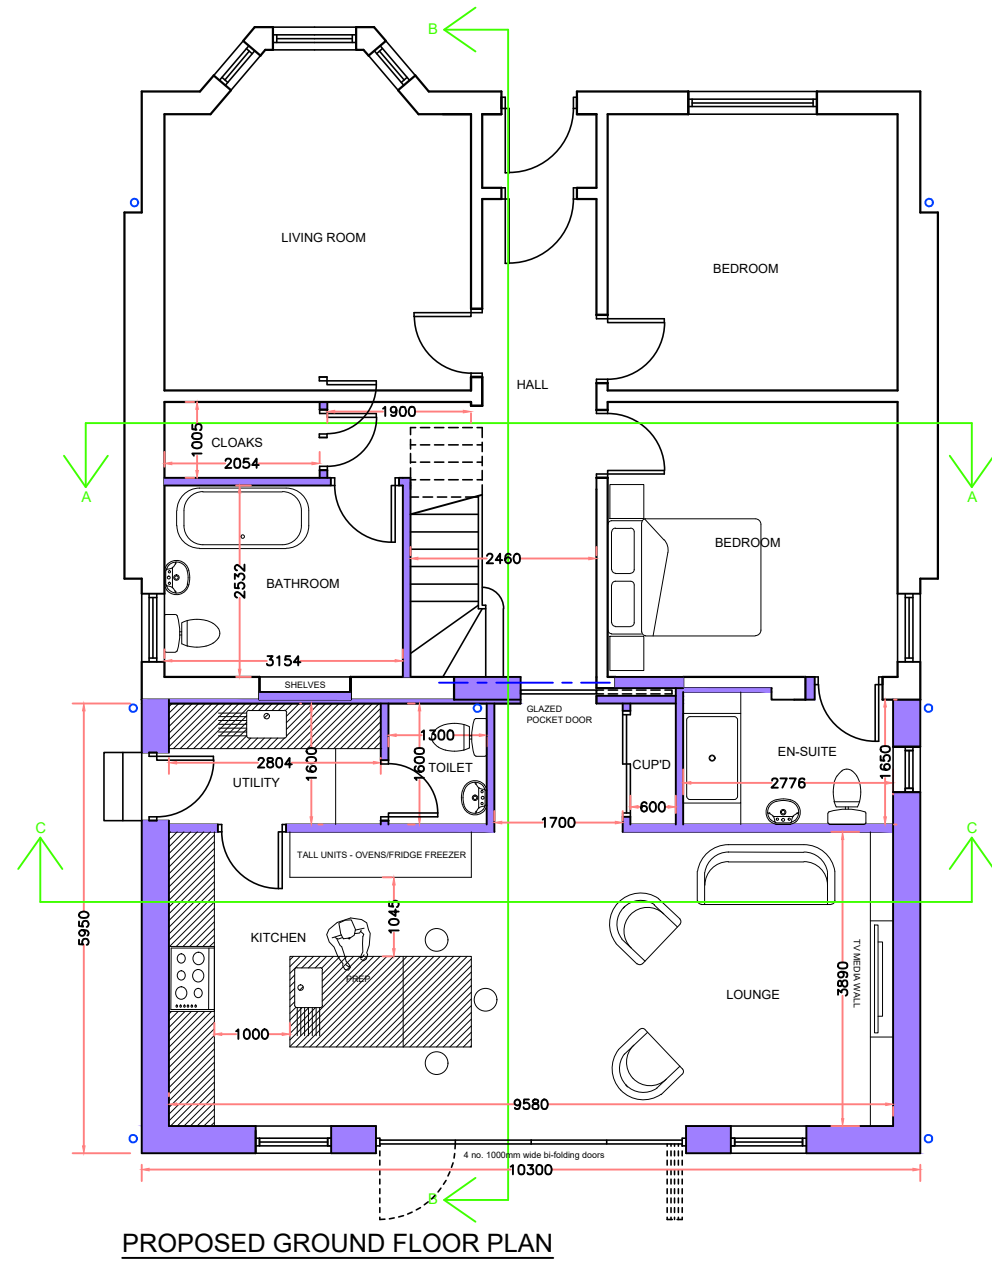 B
LIVING ROOM
BEDROOM
HALL
1900
1005
CLOAKS
2054
A
A
2460
BEDROOM
2532
BATHROOM
3154
SHELVES
GLAZED
POCKET DOOR
1300
1600
1600
2804
UTILITY
TOILET
CUP'D
EN-SUITE
2776
1650
600
1700
C
C
TALL UNITS - OVENS/FRIDGE FREEZER
1045
5950
KITCHEN
PREP
LOUNGE
3890
TV MEDIA WALL
1000
9580
4 no. 1000mm wide bi-folding doors
10300
B
PROPOSED GROUND FLOOR PLAN